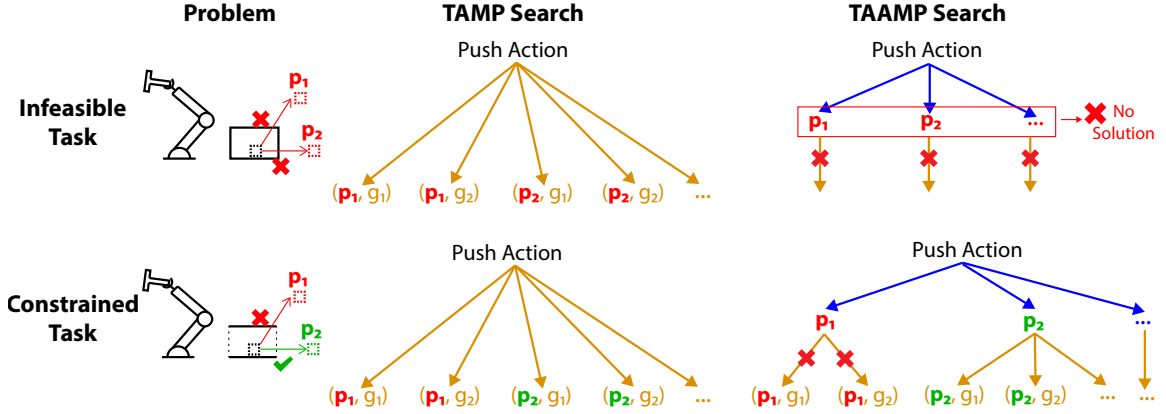 Problem
TAMP Search
TAAMP Search
Infeasible
Task
p₁
p₂
Push Action
(p₁, g₁) (p₁, g₂) (p₂, g₁) (p₂, g₂) ...
Push Action
p₁ p₂ ...
No
Solution
Constrained
Task
p₁
p₂
Push Action
(p₁, g₁) (p₁, g₂) (p₂, g₁) (p₂, g₂) ...
Push Action
p₁ p₂ ...
(p₁, g₁) (p₁, g₂) (p₂, g₁) (p₂, g₂) ... ...